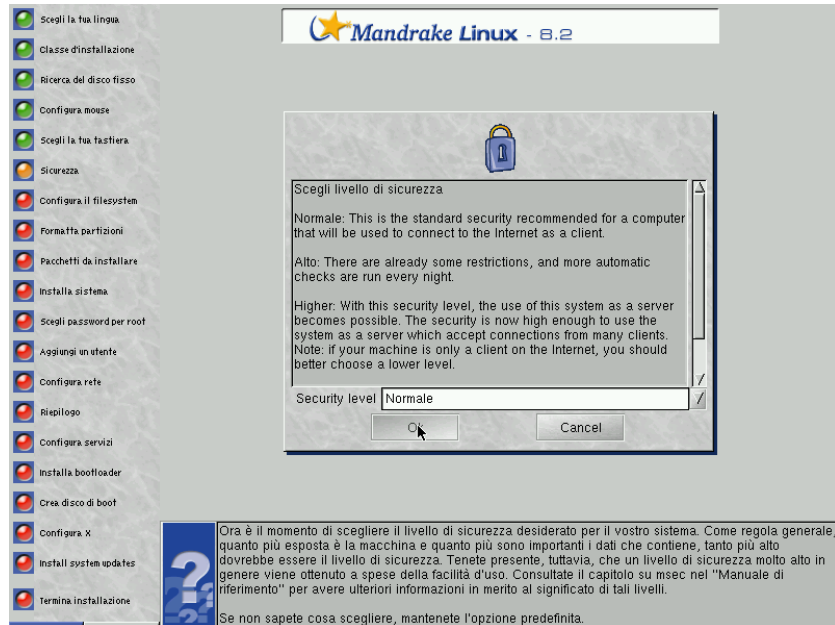 Scegli la tua lingua
Classe d'installazione
Ricerca del disco fisso
Configura mouse
Scegli la tua tastiera
Sicurezza
Configura il filesystem
Formatta partizioni
Pacchetti da installare
Installa sistema
Scegli password per root
Aggiungi un utente
Configura rete
Riepilogo
Configura servizi
Installa bootloader
Crea disco di boot
Configura X
Install system updates
Termina installazione
Mandrake Linux - 8.2
Scegli livello di sicurezza
Normale: This is the standard security recommended for a computer
that will be used to connect to the Internet as a client.
Alto: There are already some restrictions, and more automatic
checks are run every night.
Higher: With this security level, the use of this system as a server
becomes possible. The security is now high enough to use the
system as a server which accept connections from many clients.
Note: if your machine is only a client on the Internet, you should
better choose a lower level.
Security level Normale
Ok Cancel
Ora è il momento di scegliere il livello di sicurezza desiderato per il vostro sistema. Come regola generale,
quanto più esposta è la macchina e quanto più sono importanti i dati che contiene, tanto più alto
dovrebbe essere il livello di sicurezza. Tenete presente, tuttavia, che un livello di sicurezza molto alto in
genere viene ottenuto a spese della facilità d'uso. Consultate il capitolo su msec nel "Manuale di
riferimento" per avere ulteriori informazioni in merito al significato di tali livelli.
Se non sapete cosa scegliere, mantenete l'opzione predefinita.